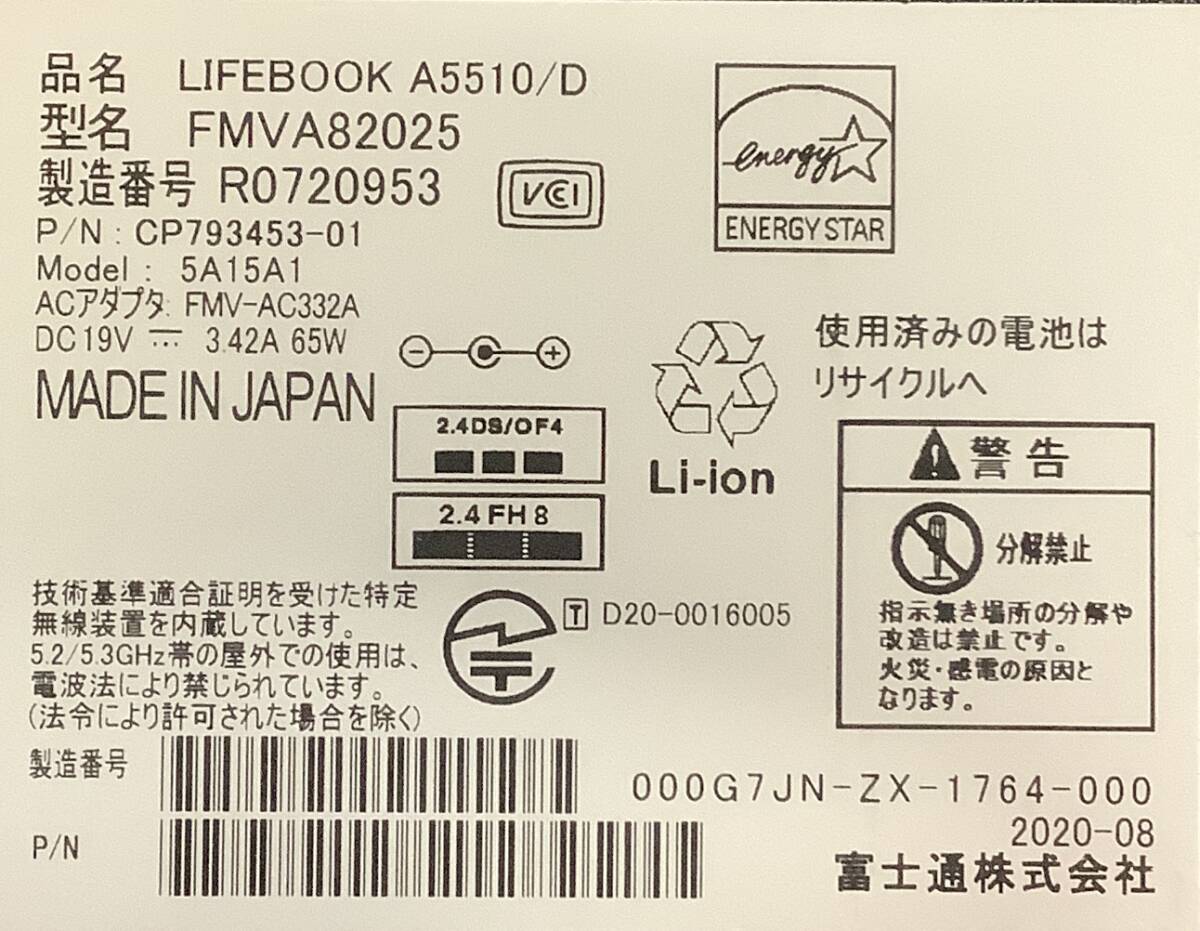 品名 LIFEBOOK A5510/D
型名 FMVA82025
製造番号 R0720953
P/N : CP793453-01
Model : 5A15A1
ACアダプタ: FMV-AC332A
DC19V ⎓ 3.42A 65W
MADE IN JAPAN
VCCI
energy
ENERGY STAR
2.4DS/OF4
2.4FH8
Li-ion
使用済みの電池は
リサイクルへ
警告
分解禁止
指示無き場所の分解や
改造は禁止です。
火災・感電の原因と
なります。
技術基準適合証明を受けた特定
無線装置を内蔵しています。
5.2/5.3GHz帯の屋外での使用は、
電波法により禁じられています。
(法令により許可された場合を除く)
T D20-0016005
製造番号
P/N
000G7JN-ZX-1764-000
2020-08
富士通株式会社